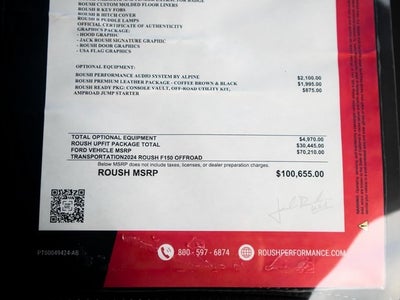 ROUSH CUSTOM MOLDED FLOOR LINERS
ROUSH KEY FOBS
ROUSH HITCH COVER
ROUSH PUDDLE LAMPS
OFFICIAL CERTIFICATE OF AUTHENTICITY
GRAPHICS PACKAGE:
- HOOD GRAPHIC
- JACK ROUSH SIGNATURE GRAPHIC
- ROUSH DOOR GRAPHICS
- USA FLAG GRAPHICS
OPTIONAL EQUIPMENT:
ROUSH PERFORMANCE AUDIO SYSTEM BY ALPINE $2,100.00
ROUSH PREMIUM LEATHER PACKAGE - COFFEE BROWN & BLACK $1,995.00
ROUSH READY PKG: CONSOLE VAULT, OFF-ROAD UTILITY KIT, $875.00
AMPROAD JUMP STARTER
TOTAL OPTIONAL EQUIPMENT $4,970.00
ROUSH UPFIT PACKAGE TOTAL $30,445.00
FORD VEHICLE MSRP $70,210.00
TRANSPORTATION2024 ROUSH F150 OFFROAD
Below MSRP does not include taxes, licenses, or dealer preparation charges.
ROUSH MSRP $100,655.00
800-597-6874 ROUSHPERFORMANCE.COM